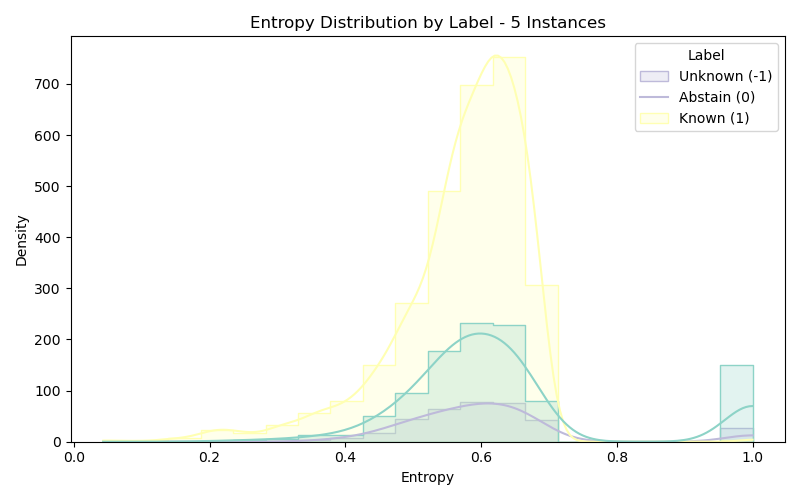 Entropy Distribution by Label - 5 Instances
Label
Unknown (-1)
Abstain (0)
Known (1)
Density
700
600
500
400
300
200
100
0
0.0 0.2 0.4 0.6 0.8 1.0
Entropy